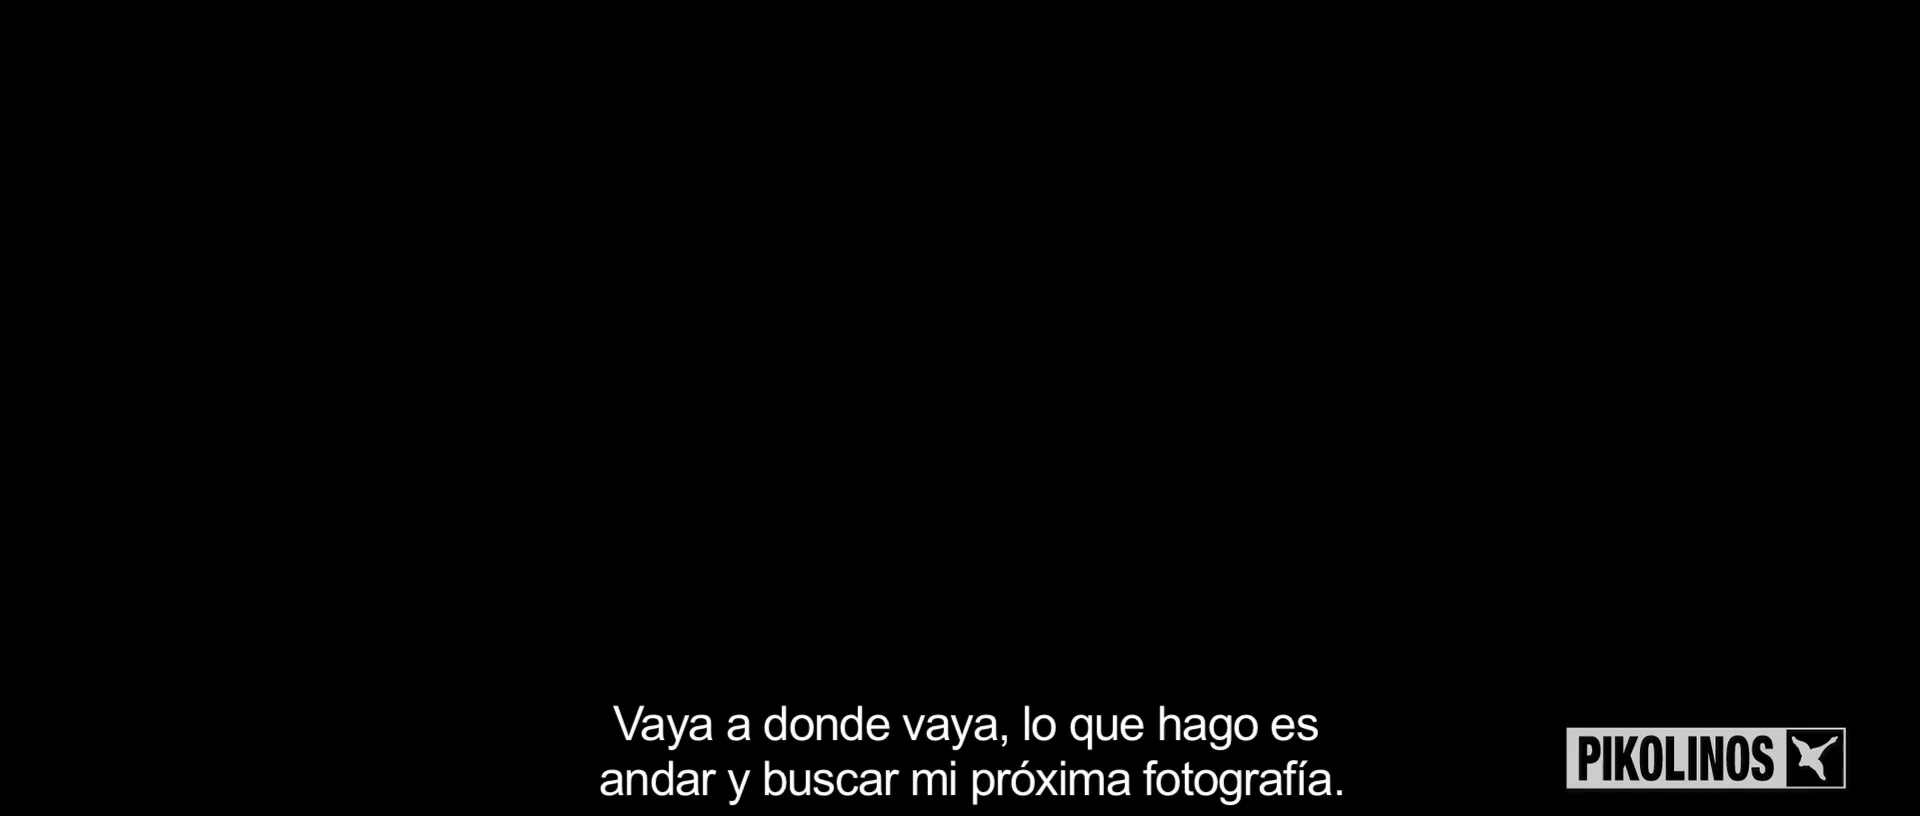 Vaya a donde vaya, lo que hago es
andar y buscar mi próxima fotografía.
PIKOLINOS